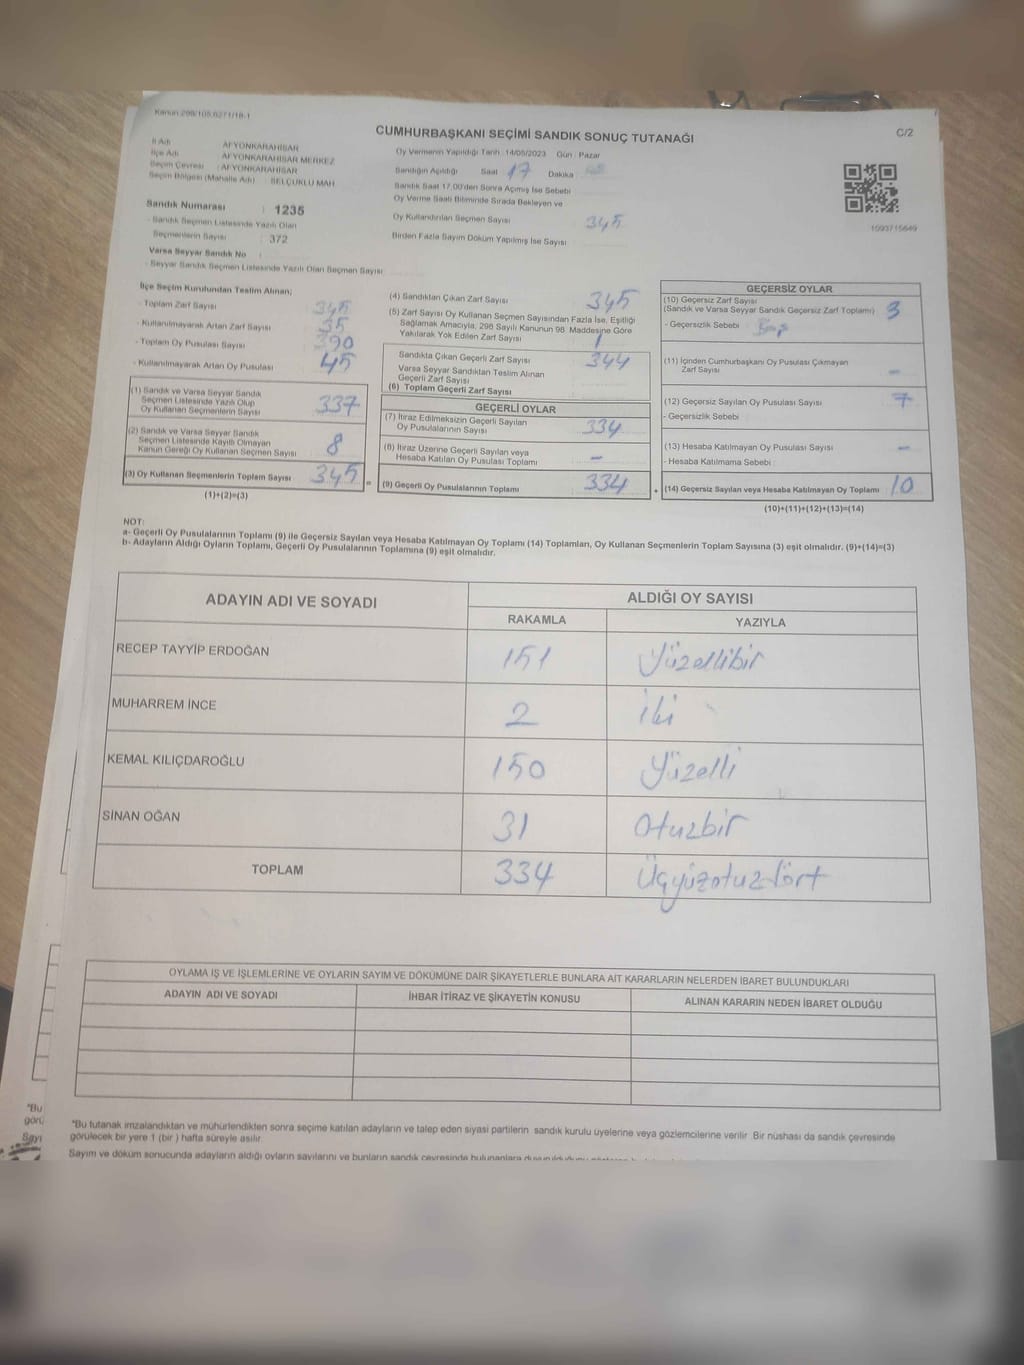 Kanun:298/105,6271/18-1
CUMHURBAŞKANI SEÇİMİ SANDIK SONUÇ TUTANAĞI
C/2
İl Adı : AFYONKARAHİSAR
İlçe Adı : AFYONKARAHİSAR MERKEZ
Seçim Çevresi : AFYONKARAHİSAR
Seçim Bölgesi (Mahalle Adı) : SELÇUKLU MAH.
Sandık Numarası : 1235
- Sandık Seçmen Listesinde Yazılı Olan
Seçmenlerin Sayısı : 372
Varsa Seyyar Sandık No :
- Seyyar Sandık Seçmen Listesinde Yazılı Olan Seçmen Sayısı
Oy Vermenin Yapıldığı Tarih :14/05/2023 Gün : Pazar
Sandığın Açıldığı Saat 17 Dakika
Sandık Saat 17.00'den Sonra Açımış İse Sebebi
Oy Verme Saati Bitiminde Sırada Bekleyen ve
Oy Kullandırılan Seçmen Sayısı 345
Birden Fazla Sayım Döküm Yapılmış İse Sayısı
1093715649
İlçe Seçim Kurulundan Teslim Alınan;
- Toplam Zarf Sayısı
- Kullanılmayarak Artan Zarf Sayısı 35
- Toplam Oy Pusulası Sayısı 390
- Kullanılmayarak Artan Oy Pusulası 45
(1) Sandık ve Varsa Seyyar Sandık
Seçmen Listesinde Yazılı Olup
Oy Kullanan Seçmenlerin Sayısı 337
(2) Sandık ve Varsa Seyyar Sandık
Seçmen Listesinde Kayıtlı Olmayan
Kanun Gereği Oy Kullanan Seçmen Sayısı 8
(3) Oy Kullanan Seçmenlerin Toplam Sayısı 345
(1)+(2)=(3)
=
(4) Sandıktan Çıkan Zarf Sayısı 345
(5) Zarf Sayısı Oy Kullanan Seçmen Sayısından Fazla İse, Eşitliği
Sağlamak Amacıyla, 298 Sayılı Kanunun 98. Maddesine Göre
Yakılarak Yok Edilen Zarf Sayısı 1
Sandıkta Çıkan Geçerli Zarf Sayısı 344
Varsa Seyyar Sandıktan Teslim Alınan
Geçerli Zarf Sayısı
(6) Toplam Geçerli Zarf Sayısı
GEÇERLİ OYLAR
(7) İtiraz Edilmeksizin Geçerli Sayılan
Oy Pusulalarının Sayısı 334
(8) İtiraz Üzerine Geçerli Sayılan veya
Hesaba Katılan Oy Pusulası Toplamı -
(9) Geçerli Oy Pusulalarının Toplamı 334
+
GEÇERSİZ OYLAR
(10) Geçersiz Zarf Sayısı 3
(Sandık ve Varsa Seyyar Sandık Geçersiz Zarf Toplamı)
- Geçersizlik Sebebi Boş
(11) İçinden Cumhurbaşkanı Oy Pusulası Çıkmayan
Zarf Sayısı -
(12) Geçersiz Sayılan Oy Pusulası Sayısı 7
- Geçersizlik Sebebi
(13) Hesaba Katılmayan Oy Pusulası Sayısı -
- Hesaba Katılmama Sebebi
(14) Geçersiz Sayılan veya Hesaba Katılmayan Oy Toplamı 10
(10)+(11)+(12)+(13)=(14)
NOT:
a- Geçerli Oy Pusulalarının Toplamı (9) ile Geçersiz Sayılan veya Hesaba Katılmayan Oy Toplamı (14) Toplamları, Oy Kullanan Seçmenlerin Toplam Sayısına (3) eşit olmalıdır. (9)+(14)=(3)
b- Adayların Aldığı Oyların Toplamı, Geçerli Oy Pusulalarının Toplamına (9) eşit olmalıdır.
ADAYIN ADI VE SOYADI
ALDIĞI OY SAYISI
RAKAMLA YAZIYLA
RECEP TAYYİP ERDOĞAN 151 Yüzellibir
MUHARREM İNCE 2 İki
KEMAL KILIÇDAROĞLU 150 Yüzelli
SİNAN OĞAN 31 Otuzbir
TOPLAM 334 Üçyüzotuzdört
OYLAMA İŞ VE İŞLEMLERİNE VE OYLARIN SAYIM VE DÖKÜMÜNE DAİR ŞİKAYETLERLE BUNLARA AİT KARARLARIN NELERDEN İBARET BULUNDUKLARI
ADAYIN ADI VE SOYADI İHBAR İTİRAZ VE ŞİKAYETİN KONUSU ALINAN KARARIN NEDEN İBARET OLDUĞU
*Bu tutanak imzalandıktan ve mühürlendikten sonra seçime katılan adayların ve talep eden siyasi partilerin sandık kurulu üyelerine veya gözlemcilerine verilir. Bir nüshası da sandık çevresinde
görülecek bir yere 1 (bir ) hafta süreyle asılır.
Sayım ve döküm sonucunda adayların aldığı oyların sayılarını ve bunların sandık çevresinde bulunanlara
*Bu
görü
Sayı